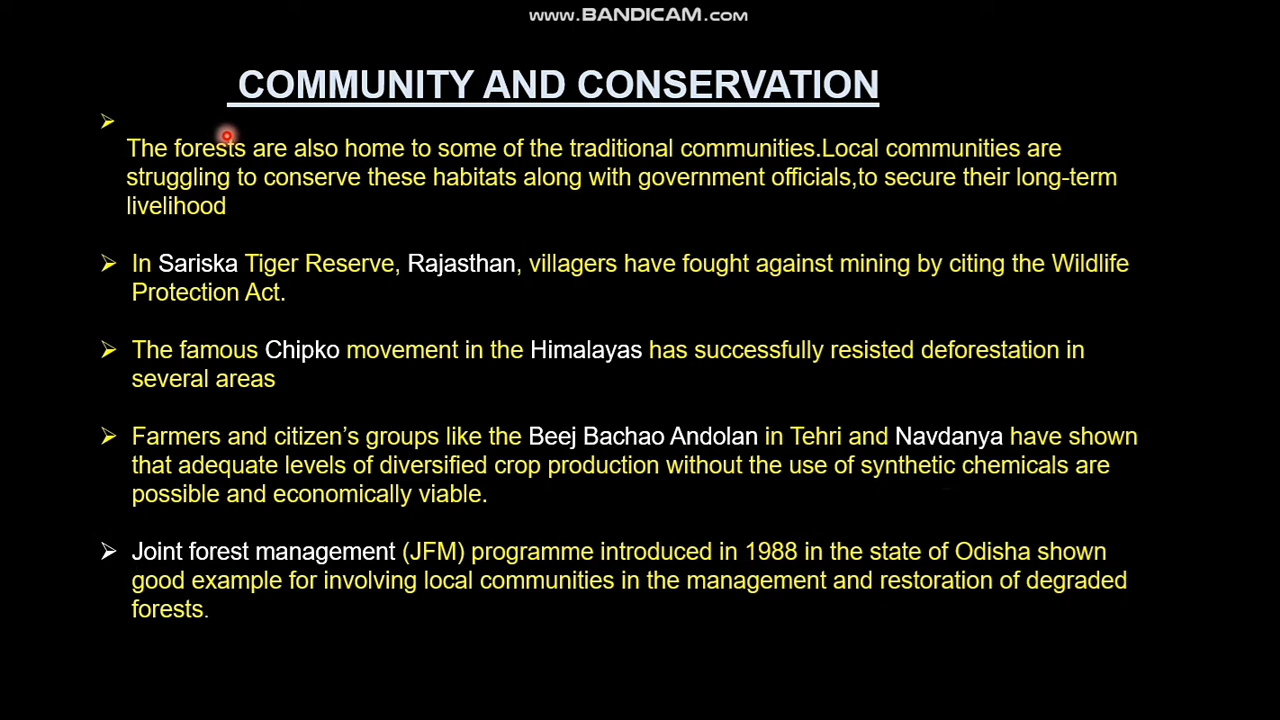 www.BANDICAM.com
COMMUNITY AND CONSERVATION
The forests are also home to some of the traditional communities.Local communities are
struggling to conserve these habitats along with government officials,to secure their long-term
livelihood
In Sariska Tiger Reserve, Rajasthan, villagers have fought against mining by citing the Wildlife
Protection Act.
The famous Chipko movement in the Himalayas has successfully resisted deforestation in
several areas
Farmers and citizen’s groups like the Beej Bachao Andolan in Tehri and Navdanya have shown
that adequate levels of diversified crop production without the use of synthetic chemicals are
possible and economically viable.
Joint forest management (JFM) programme introduced in 1988 in the state of Odisha shown
good example for involving local communities in the management and restoration of degraded
forests.